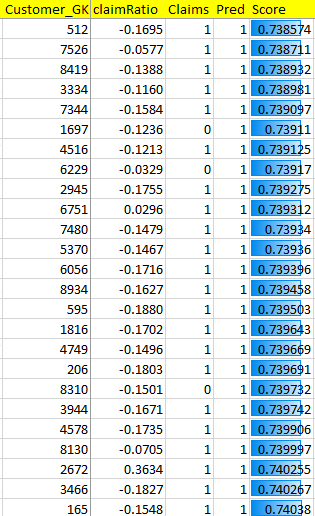 Customer_GK claimRatio Claims Pred Score
512 -0.1695 1 1 0.738574
7526 -0.0577 1 1 0.738711
8419 -0.1388 1 1 0.738932
3334 -0.1160 1 1 0.738981
7344 -0.1584 1 1 0.739097
1697 -0.1236 0 1 0.73911
4516 -0.1213 1 1 0.739125
6229 -0.0329 0 1 0.73917
2945 -0.1755 1 1 0.739275
6751 0.0296 1 1 0.739312
7480 -0.1479 1 1 0.73934
5370 -0.1467 1 1 0.73936
6056 -0.1716 1 1 0.739396
8934 -0.1627 1 1 0.739458
595 -0.1880 1 1 0.739503
1816 -0.1702 1 1 0.739643
4749 -0.1496 1 1 0.739669
206 -0.1803 1 1 0.739691
8310 -0.1501 0 1 0.739732
3944 -0.1671 1 1 0.739742
4578 -0.1735 1 1 0.739906
8130 -0.0705 1 1 0.739997
2672 0.3634 1 1 0.740255
3466 -0.1827 1 1 0.740267
165 -0.1548 1 1 0.74038